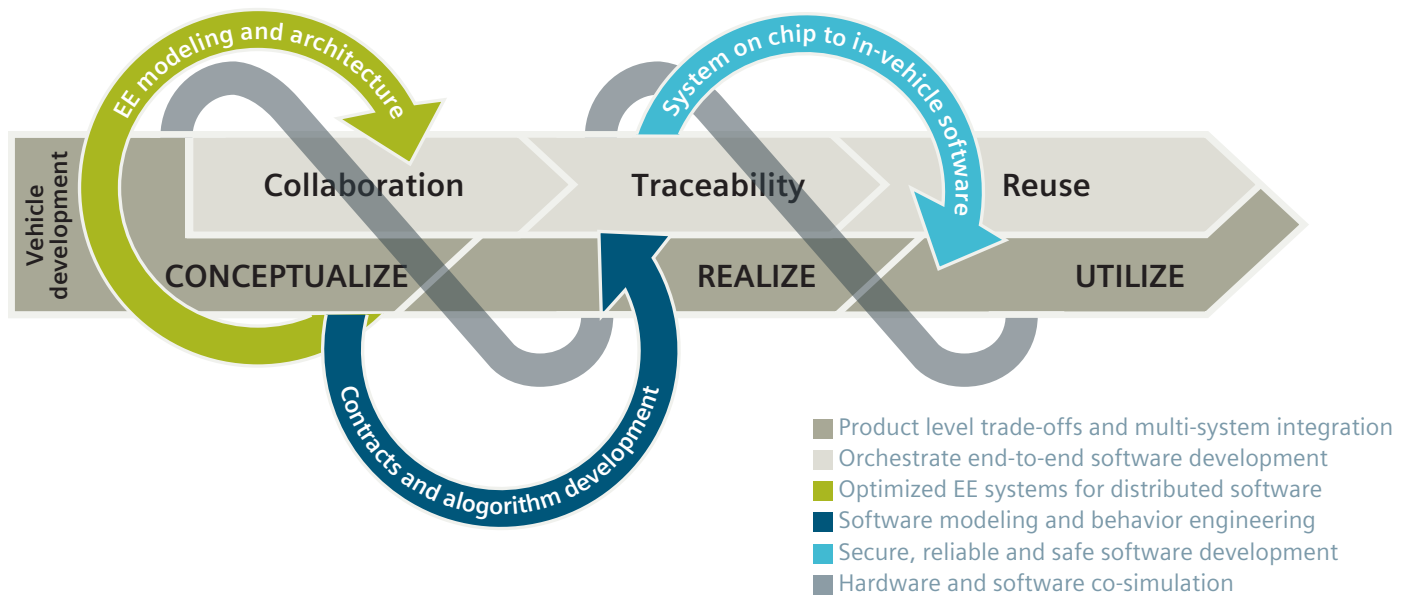 EE modeling and architecture
System on chip to in-vehicle software
Vehicle
development
Collaboration
Traceability
Reuse
CONCEPTUALIZE
REALIZE
UTILIZE
Contracts and alogorithm development
Product level trade-offs and multi-system integration
Orchestrate end-to-end software development
Optimized EE systems for distributed software
Software modeling and behavior engineering
Secure, reliable and safe software development
Hardware and software co-simulation